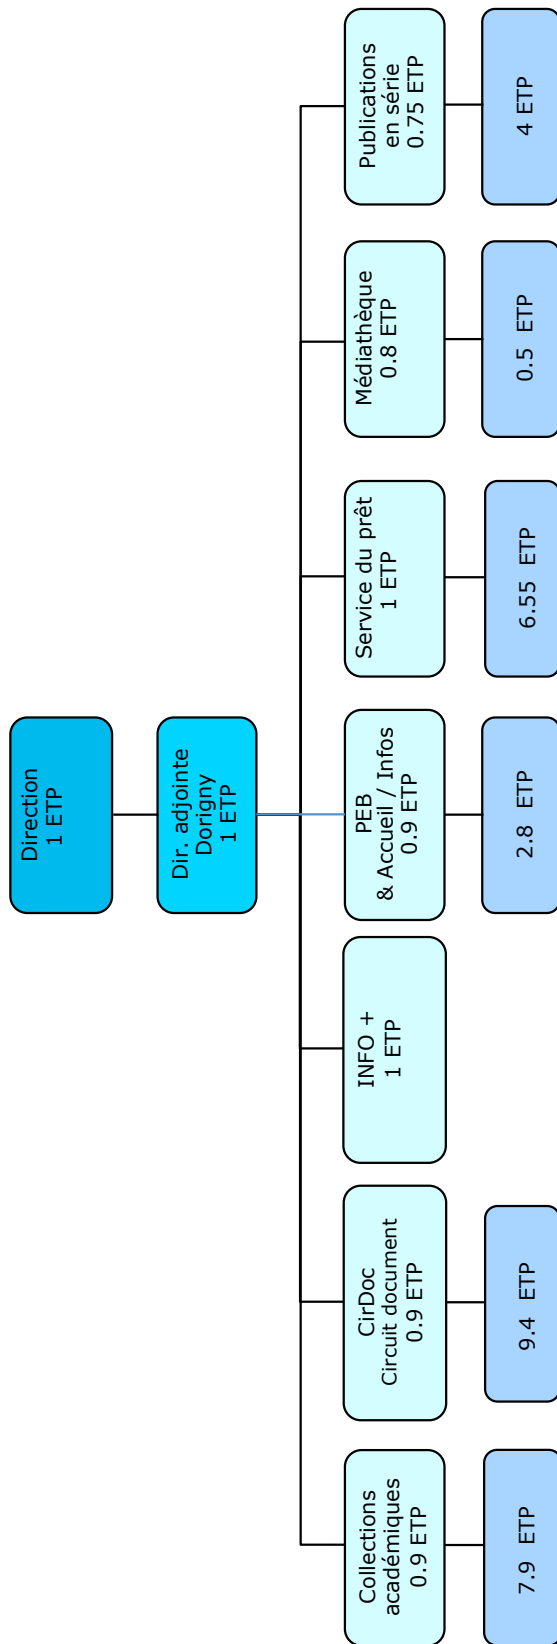 Direction
1 ETP
Dir. adjointe
Dorigny
1 ETP
Collections
académiques
0.9 ETP
CirDoc
Circuit document
0.9 ETP
INFO +
1 ETP
PEB
& Accueil / Infos
0.9 ETP
Service du prêt
1 ETP
Médiathèque
0.8 ETP
Publications
en série
0.75 ETP
7.9 ETP
9.4 ETP
2.8 ETP
6.55 ETP
0.5 ETP
4 ETP